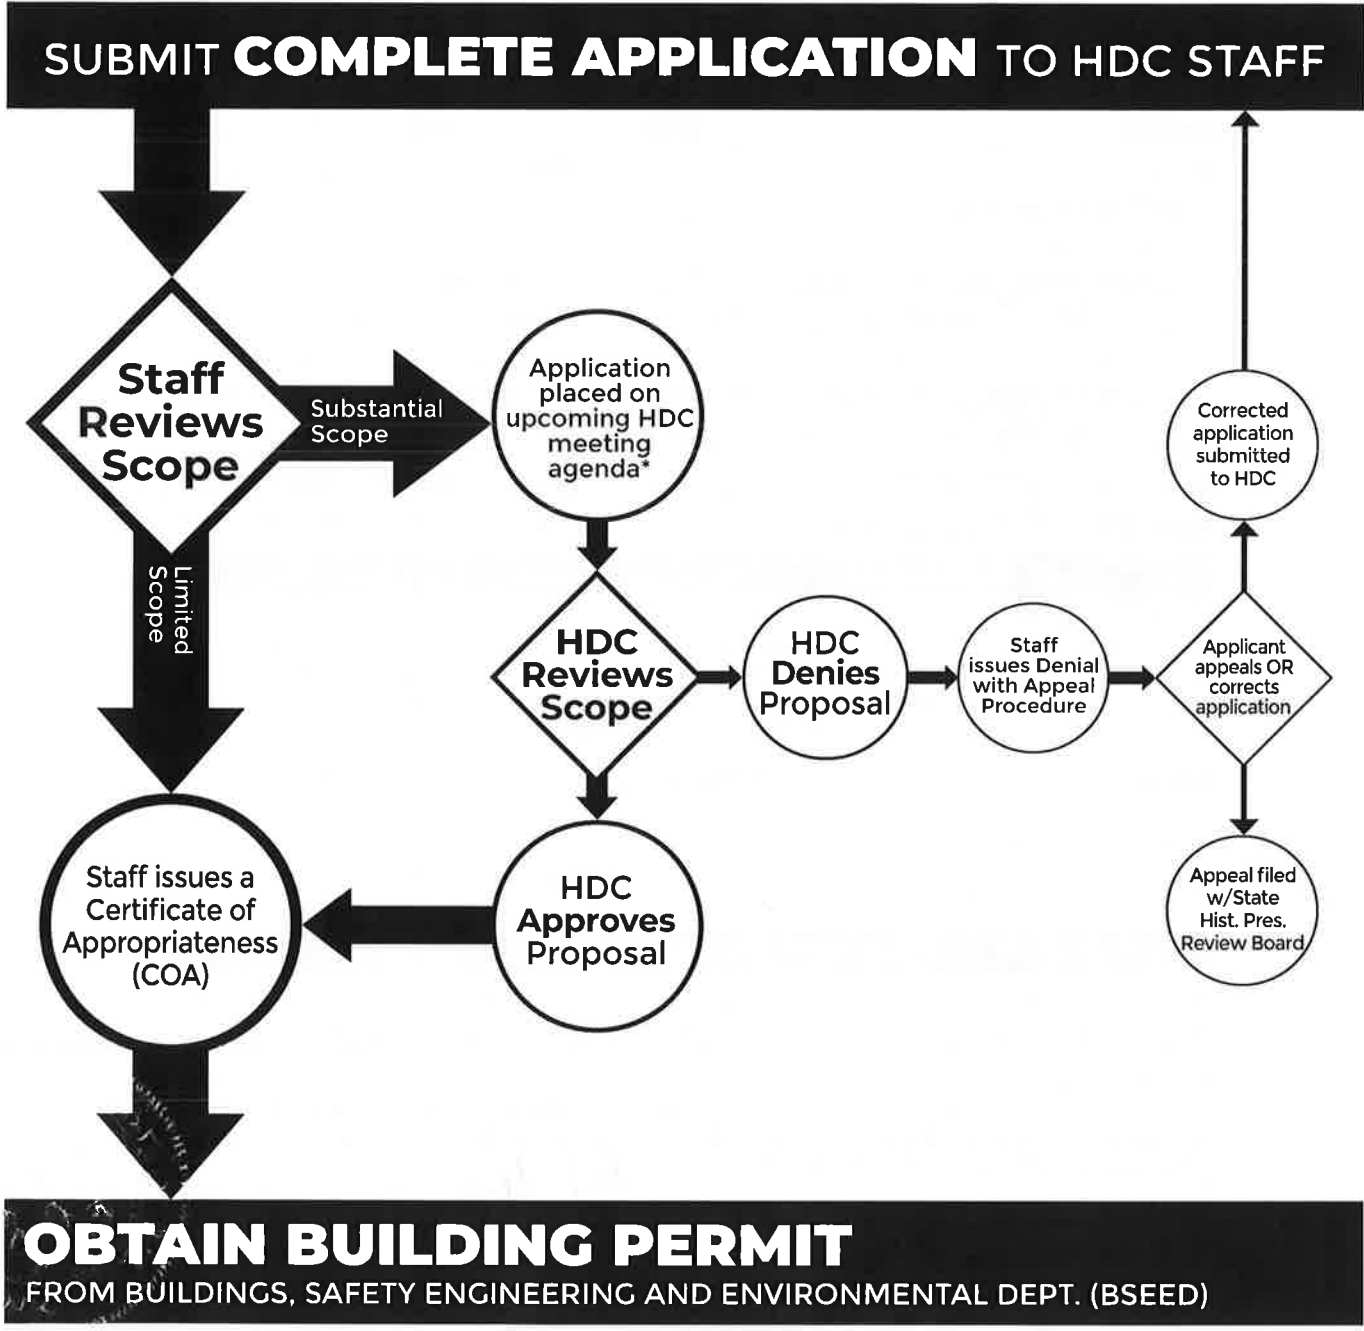 SUBMIT COMPLETE APPLICATION TO HDC STAFF
Staff
Reviews
Scope
Substantial
Scope
Application
placed on
upcoming HDC
meeting
agenda*
Corrected
application
submitted
to HDC
Limited
Scope
HDC
Reviews
Scope
HDC
Denies
Proposal
Staff
issues Denial
with Appeal
Procedure
Applicant
appeals OR
corrects
application
Staff issues a
Certificate of
Appropriateness
(COA)
HDC
Approves
Proposal
Appeal filed
w/State
Hist. Pres.
Review Board
OBTAIN BUILDING PERMIT
FROM BUILDINGS, SAFETY ENGINEERING AND ENVIRONMENTAL DEPT. (BSEED)